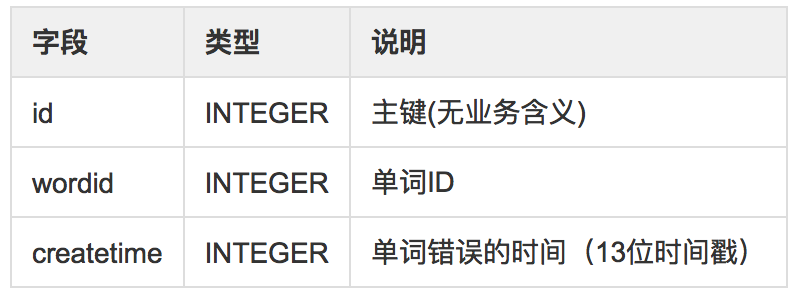 字段 类型 说明
id INTEGER 主键(无业务含义)
wordid INTEGER 单词ID
createtime INTEGER 单词错误的时间（13位时间戳）